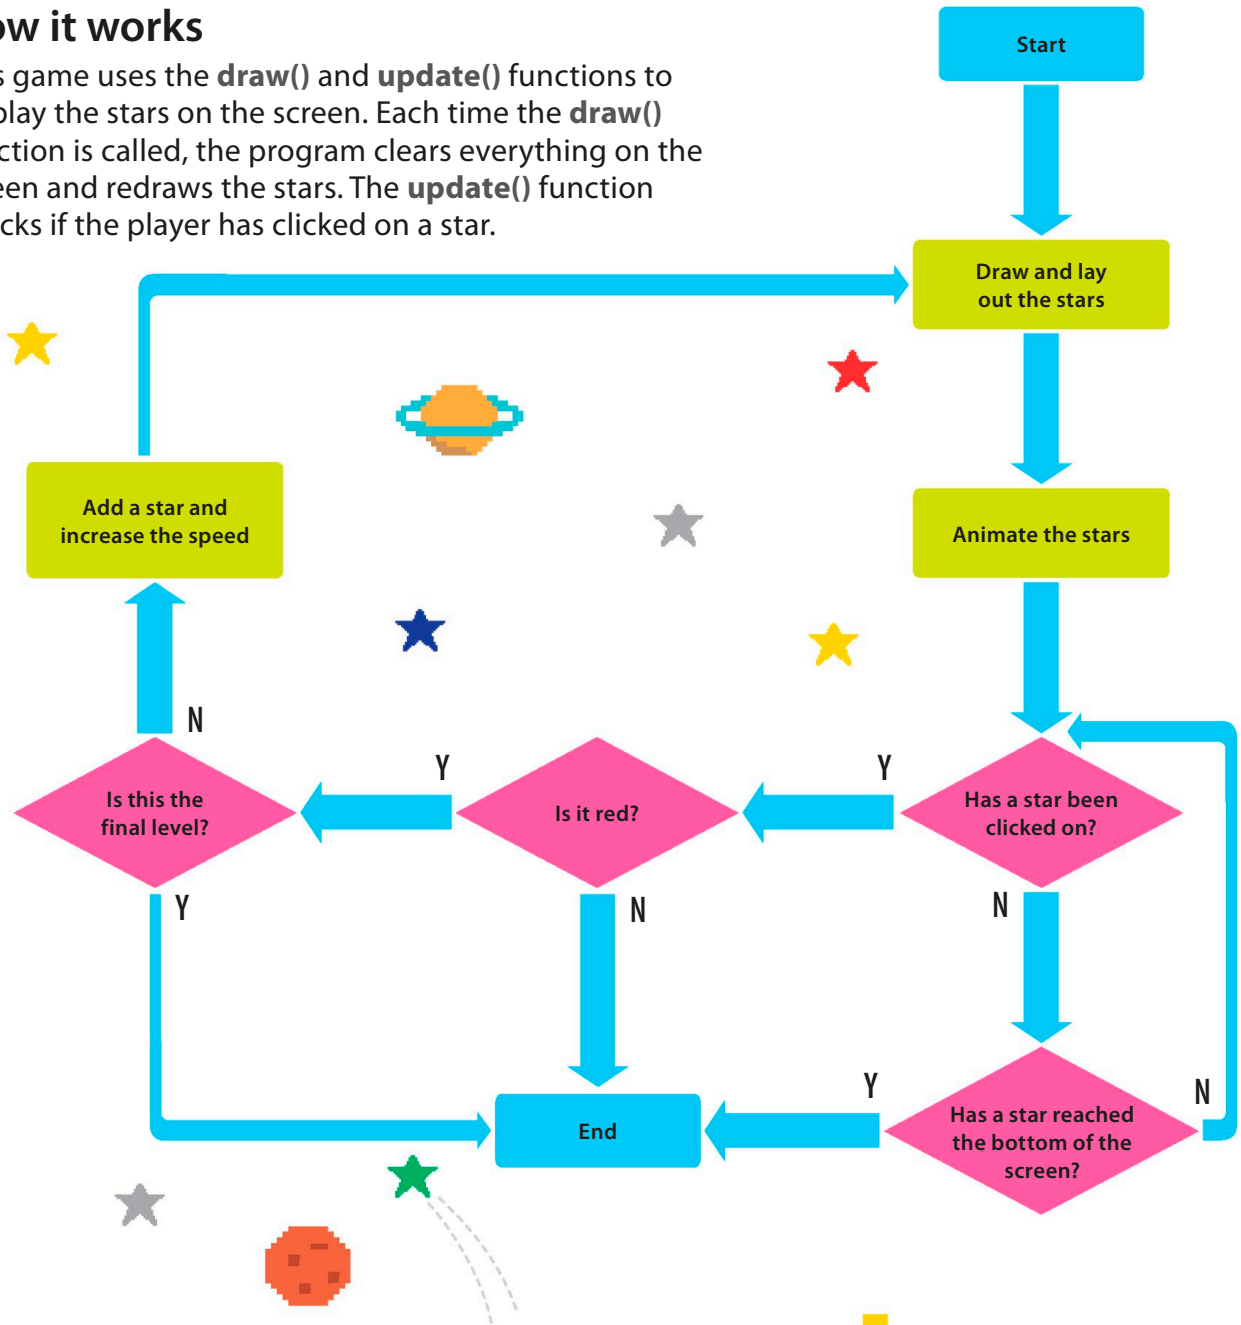 ow it works
s game uses the draw() and update() functions to
play the stars on the screen. Each time the draw()
ction is called, the program clears everything on the
een and redraws the stars. The update() function
cks if the player has clicked on a star.
Start
Draw and lay
out the stars
Add a star and
increase the speed
Animate the stars
N
Y
Y
Is this the
final level?
Is it red?
Has a star been
clicked on?
Y
N
N
Y
N
End
Has a star reached
the bottom of the
screen?